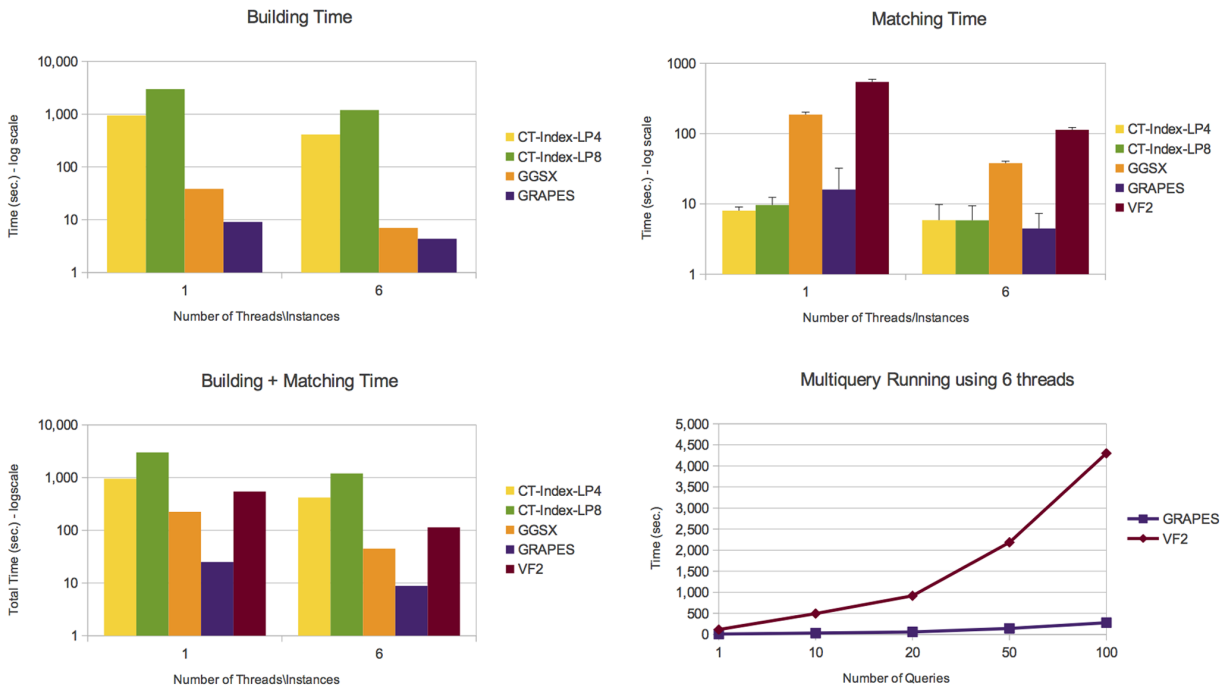 Building Time
10,000
1,000
100
10
1
Time (sec.) - log scale
1
6
Number of Threads\Instances
CT-Index-LP4
CT-Index-LP8
GGSX
GRAPES
Matching Time
1000
100
10
1
Time (sec.) - log scale
1
6
Number of Threads/Instances
CT-Index-LP4
CT-Index-LP8
GGSX
GRAPES
VF2
Building + Matching Time
10,000
1,000
100
10
1
Total Time (sec.) - logscale
1
6
Number of Threads\Instances
CT-Index-LP4
CT-Index-LP8
GGSX
GRAPES
VF2
Multiquery Running using 6 threads
5,000
4,500
4,000
3,500
3,000
2,500
2,000
1,500
1,000
500
0
Time (sec.)
1
10
20
50
100
Number of Queries
GRAPES
VF2